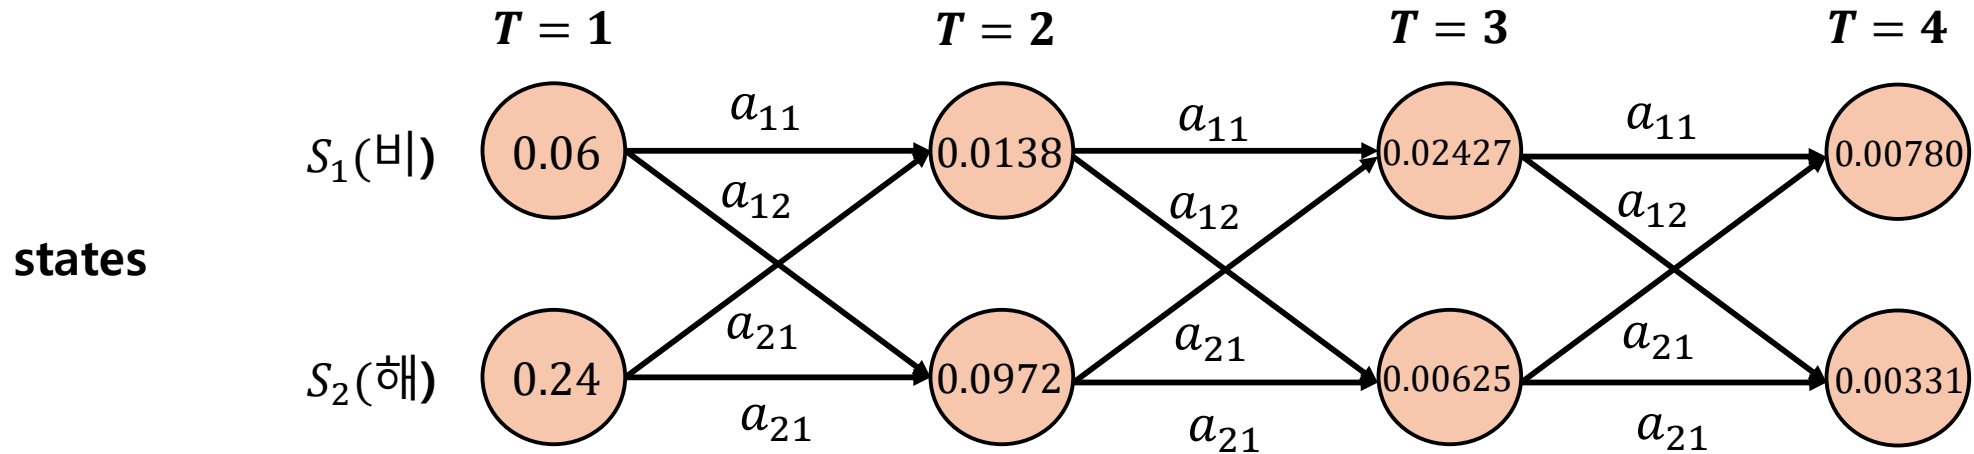 T = 1 T = 2 T = 3 T = 4
a₁₁ a₁₁ a₁₁
S₁(비) 0.06 0.0138 0.02427 0.00780
a₁₂ a₁₂ a₁₂
states
a₂₁ a₂₁ a₂₁
S₂(해) 0.24 0.0972 0.00625 0.00331
a₂₁ a₂₁ a₂₁